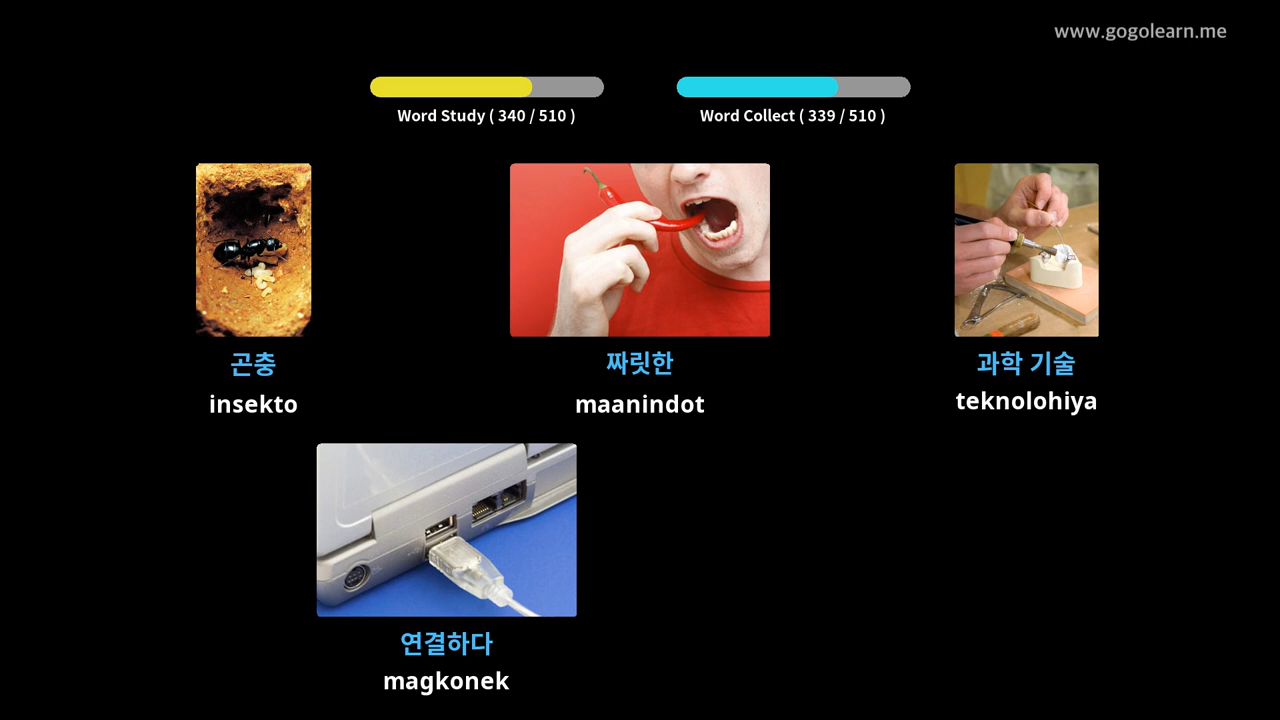 www.gogolearn.me
Word Study ( 340 / 510 )
Word Collect ( 339 / 510 )
곤충
insekto
짜릿한
maanindot
과학 기술
teknolohiya
연결하다
magkonek